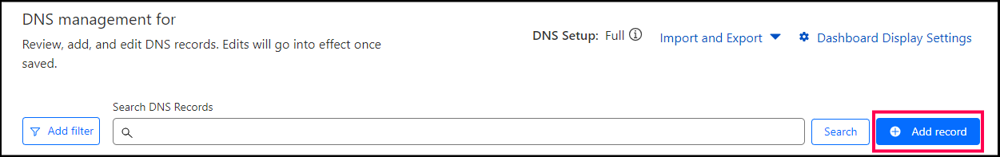 DNS management for
Review, add, and edit DNS records. Edits will go into effect once
saved.
DNS Setup: Full
Import and Export
Dashboard Display Settings
Search DNS Records
Add filter
Search
Add record